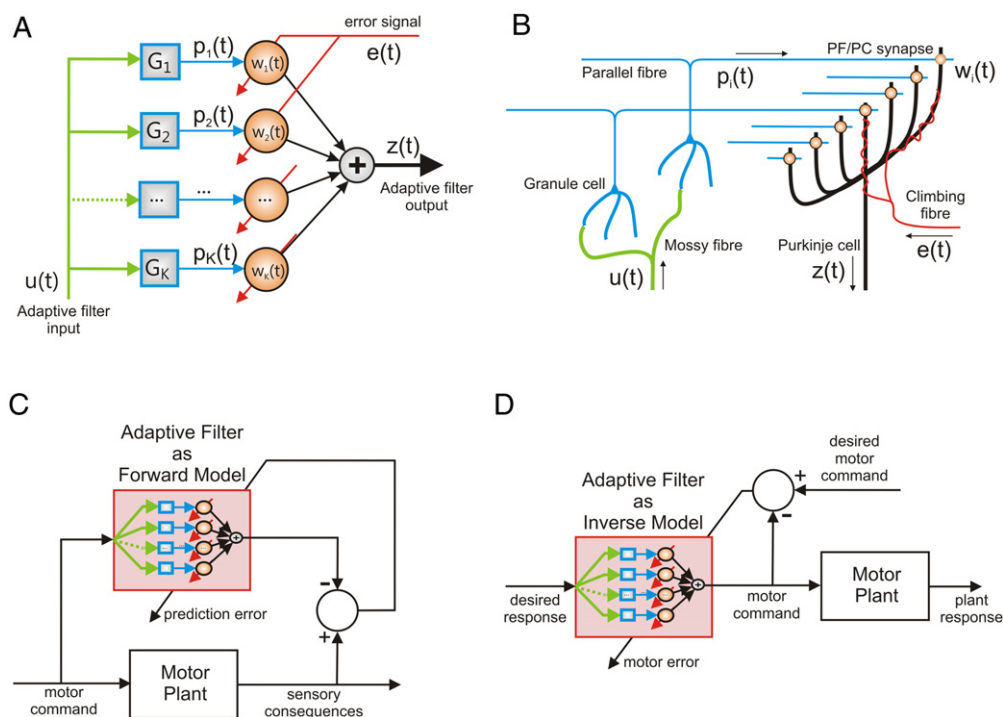 A
error signal
e(t)
G1
p1(t)
w1(t)
G2
p2(t)
w2(t)
...
...
...
GK
pK(t)
wK(t)
+
z(t)
Adaptive filter
output
u(t)
Adaptive filter
input
B
PF/PC synapse
Parallel fibre
pi(t)
wi(t)
Granule cell
Mossy fibre
u(t)
Purkinje cell
z(t)
Climbing
fibre
e(t)
C
Adaptive Filter
as
Forward Model
+
-
+
prediction error
motor
command
Motor
Plant
sensory
consequences
D
Adaptive Filter
as
Inverse Model
desired
motor
command
+
-
+
desired
response
motor
command
Motor
Plant
plant
response
motor error